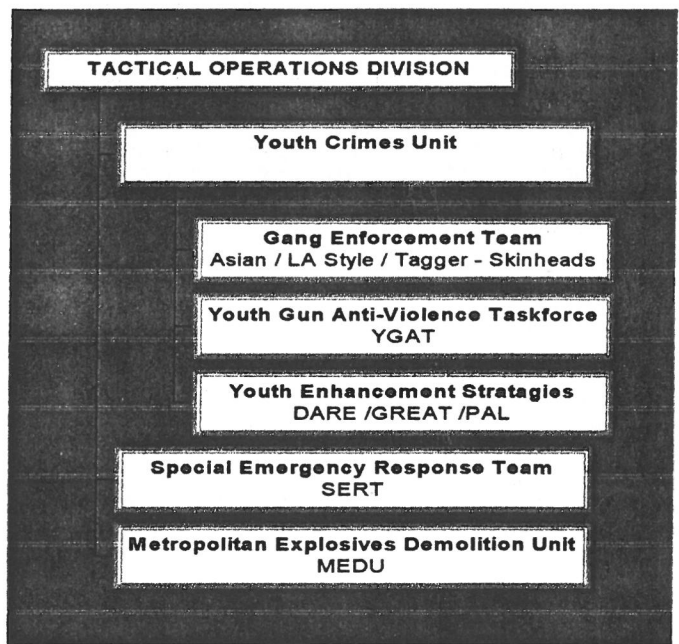 TACTICAL OPERATIONS DIVISION
Youth Crimes Unit
Gang Enforcement Team
Asian / LA Style / Tagger - Skinheads
Youth Gun Anti-Violence Taskforce
YGAT
Youth Enhancement Stratagies
DARE /GREAT /PAL
Special Emergency Response Team
SERT
Metropolitan Explosives Demolition Unit
MEDU